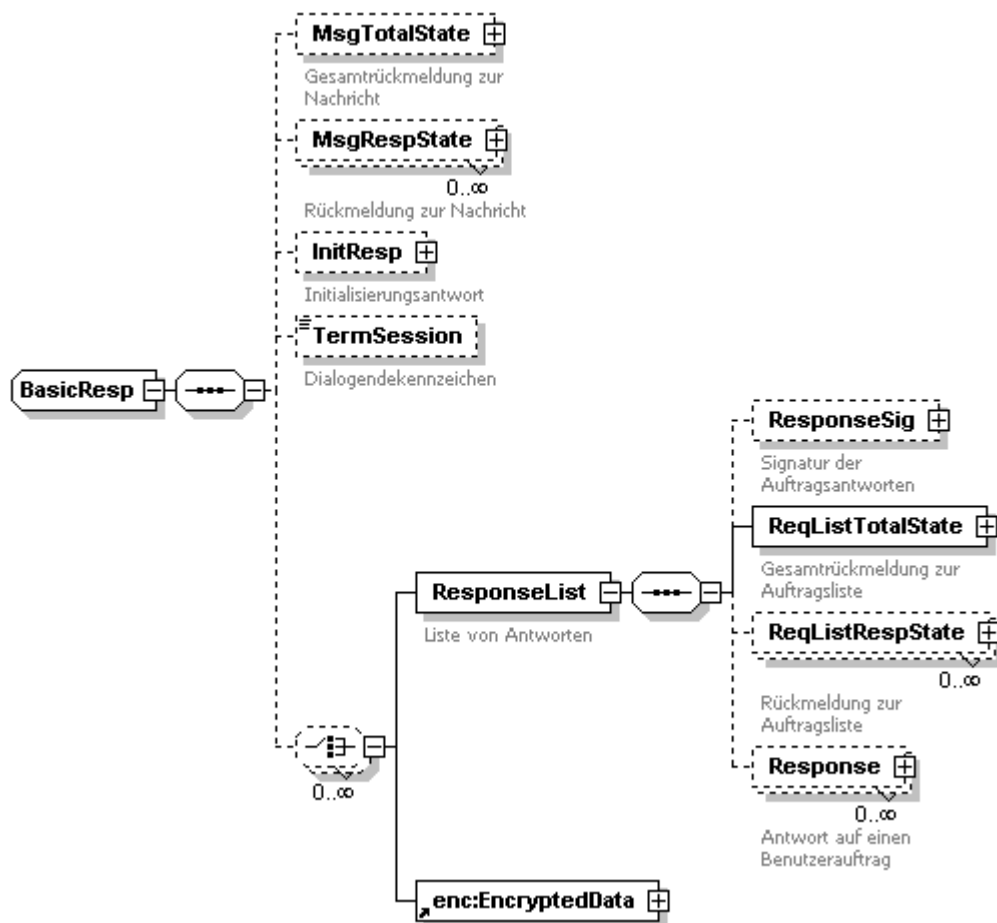 MsgTotalState
Gesamtrückmeldung zur
Nachricht
MsgRespState
0..∞
Rückmeldung zur Nachricht
InitResp
Initialisierungsantwort
TermSession
Dialogendekennzeichen
BasicResp
ResponseSig
Signatur der
Auftragsantworten
ReqListTotalState
Gesamtrückmeldung zur
Auftragsliste
ResponseList
Liste von Antworten
ReqListRespState
0..∞
Rückmeldung zur
Auftragsliste
Response
0..∞
Antwort auf einen
Benutzerauftrag
0..∞
enc:EncryptedData